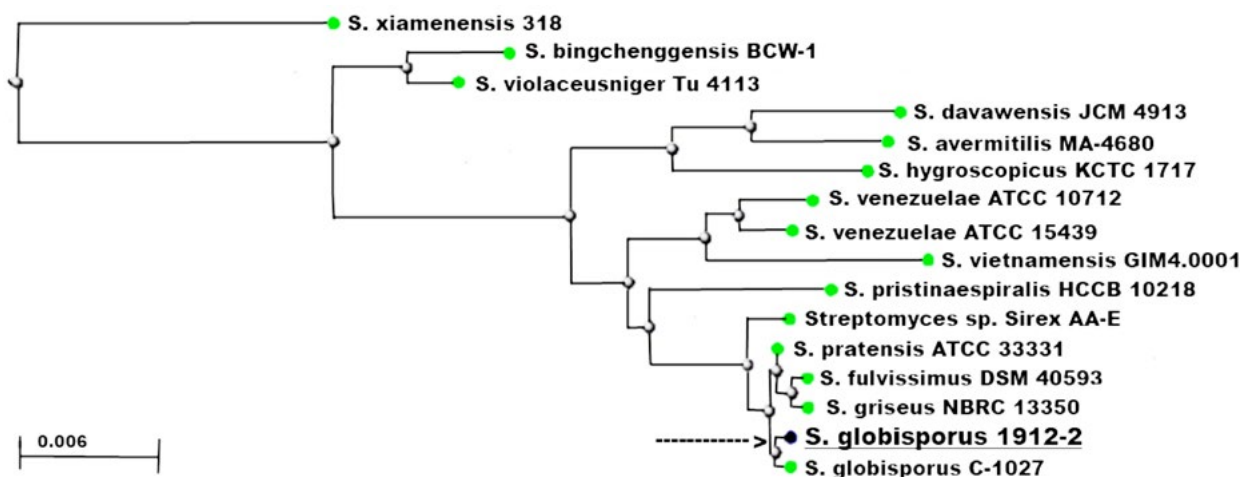 S. xiamenensis 318
S. bingchenggensis BCW-1
S. violaceusniger Tu 4113
S. davawensis JCM 4913
S. avermitilis MA-4680
S. hygroscopicus KCTC 1717
S. venezuelae ATCC 10712
S. venezuelae ATCC 15439
S. vietnamensis GIM4.0001
S. pristinaespiralis HCCB 10218
Streptomyces sp. Sirex AA-E
S. pratensis ATCC 33331
S. fulvissimus DSM 40593
S. griseus NBRC 13350
S. globisporus 1912-2
S. globisporus C-1027
0.006